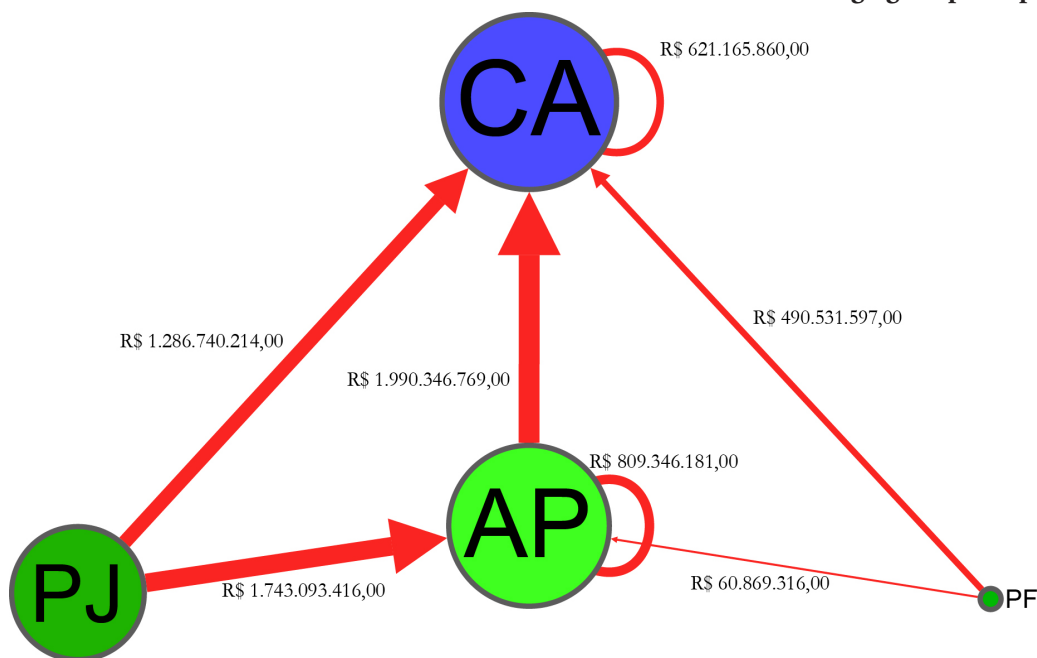 CA
R$ 621.165.860,00
R$ 490.531.597,00
R$ 1.286.740.214,00
R$ 1.990.346.769,00
R$ 809.346.181,00
AP
PJ
R$ 1.743.093.416,00
R$ 60.869.316,00
PF